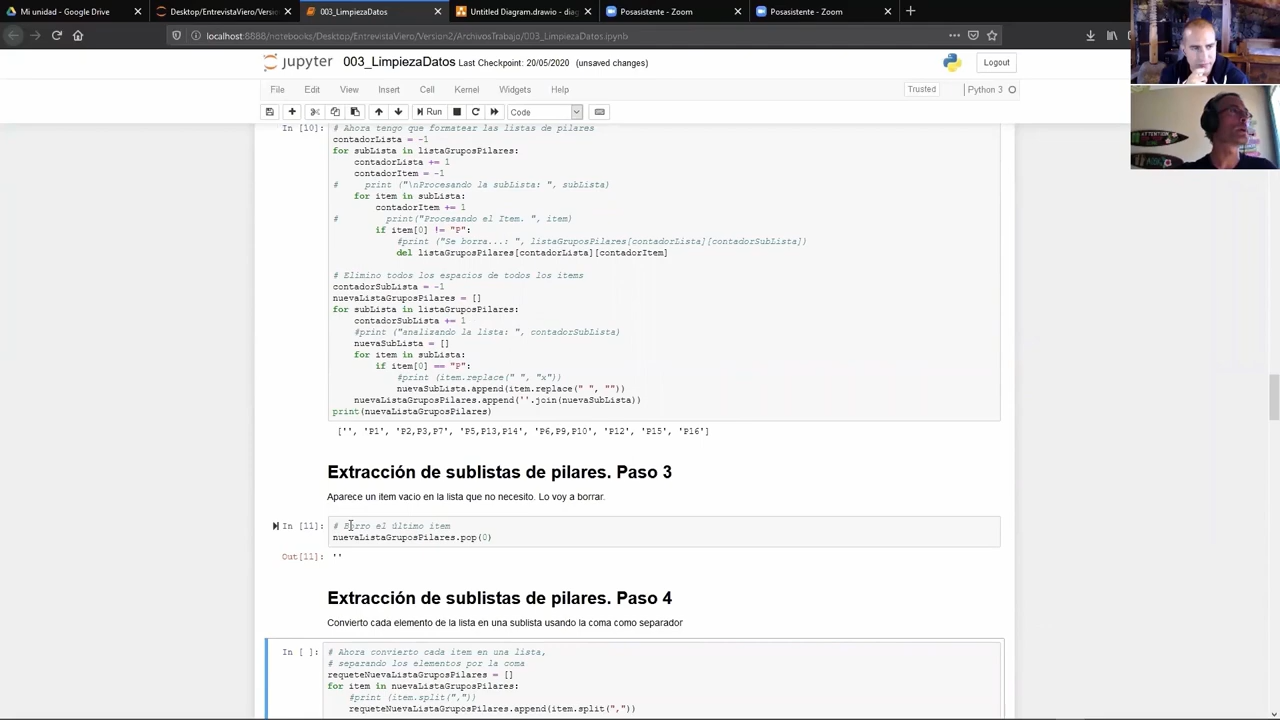 Mi unidad - Google Drive
Desktop/EntrevistaViero/Versio
003_LimpiezaDatos
Untitled Diagram.drawio - dia
Posasistente - Zoom
Posasistente - Zoom
localhost:8888/notebooks/Desktop/EntrevistaViero/Version2/ArchivosTrabajo/003_LimpiezaDatos.ipynb
jupyter 003_LimpiezaDatos Last Checkpoint: 20/05/2020 (unsaved changes)
Logout
File Edit View Insert Cell Kernel Widgets Help
Trusted
Python 3
Run
Code
In [10]:
# Ahora tengo que formatear las listas de pilares
contadorLista = -1
for subLista in listaGruposPilares:
    contadorLista += 1
    contadorItem = -1
#    print ("\nProcesando la subLista: ", subLista)
    for item in subLista:
        contadorItem += 1
#        print("Procesando el Item. ", item)
        if item[0] != "P":
            #print ("Se borra...: ", listaGruposPilares[contadorLista][contadorSubLista])
            del listaGruposPilares[contadorLista][contadorItem]
# Elimino todos los espacios de todos los items
contadorSubLista = -1
nuevaListaGruposPilares = []
for subLista in listaGruposPilares:
    contadorSubLista += 1
    #print ("analizando la lista: ", contadorSubLista)
    nuevaSubLista = []
    for item in subLista:
        if item[0] == "P":
            #print (item.replace(" ", "x"))
            nuevaSubLista.append(item.replace(" ", ""))
    nuevaListaGruposPilares.append(''.join(nuevaSubLista))
print(nuevaListaGruposPilares)
['', 'P1', 'P2,P3,P7', 'P5,P13,P14', 'P6,P9,P10', 'P12', 'P15', 'P16']
Extracción de sublistas de pilares. Paso 3
Aparece un item vacio en la lista que no necesito. Lo voy a borrar.
In [11]:
# Borro el último item
nuevaListaGruposPilares.pop(0)
Out[11]: ''
Extracción de sublistas de pilares. Paso 4
Convierto cada elemento de la lista en una sublista usando la coma como separador
In [ ]:
# Ahora convierto cada item en una lista,
# separando los elementos por la coma
requeteNuevaListaGruposPilares = []
for item in nuevaListaGruposPilares:
    #print (item.split(","))
    requeteNuevaListaGruposPilares.append(item.split(","))